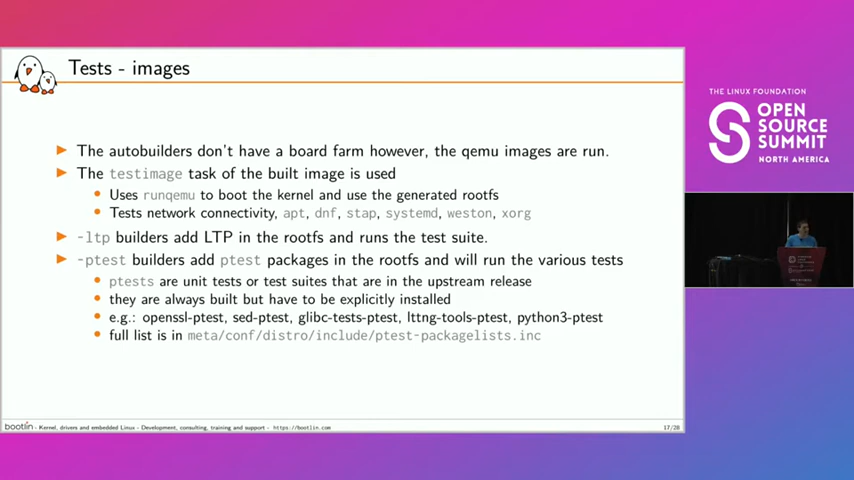 Tests - images
The autobuilders don't have a board farm however, the qemu images are run.
The testimage task of the built image is used
Uses runqemu to boot the kernel and use the generated rootfs
Tests network connectivity, apt, dnf, stap, systemd, weston, xorg
-ltp builders add LTP in the rootfs and runs the test suite.
-ptest builders add ptest packages in the rootfs and will run the various tests
ptests are unit tests or test suites that are in the upstream release
they are always built but have to be explicitly installed
e.g.: openssl-ptest, sed-ptest, glibc-tests-ptest, lttng-tools-ptest, python3-ptest
full list is in meta/conf/distro/include/ptest-packagelists.inc
bootlin - Kernel, drivers and embedded Linux - Development, consulting, training and support - https://bootlin.com
17/28
THE LINUX FOUNDATION
OPEN
SOURCE
SUMMIT
NORTH AMERICA